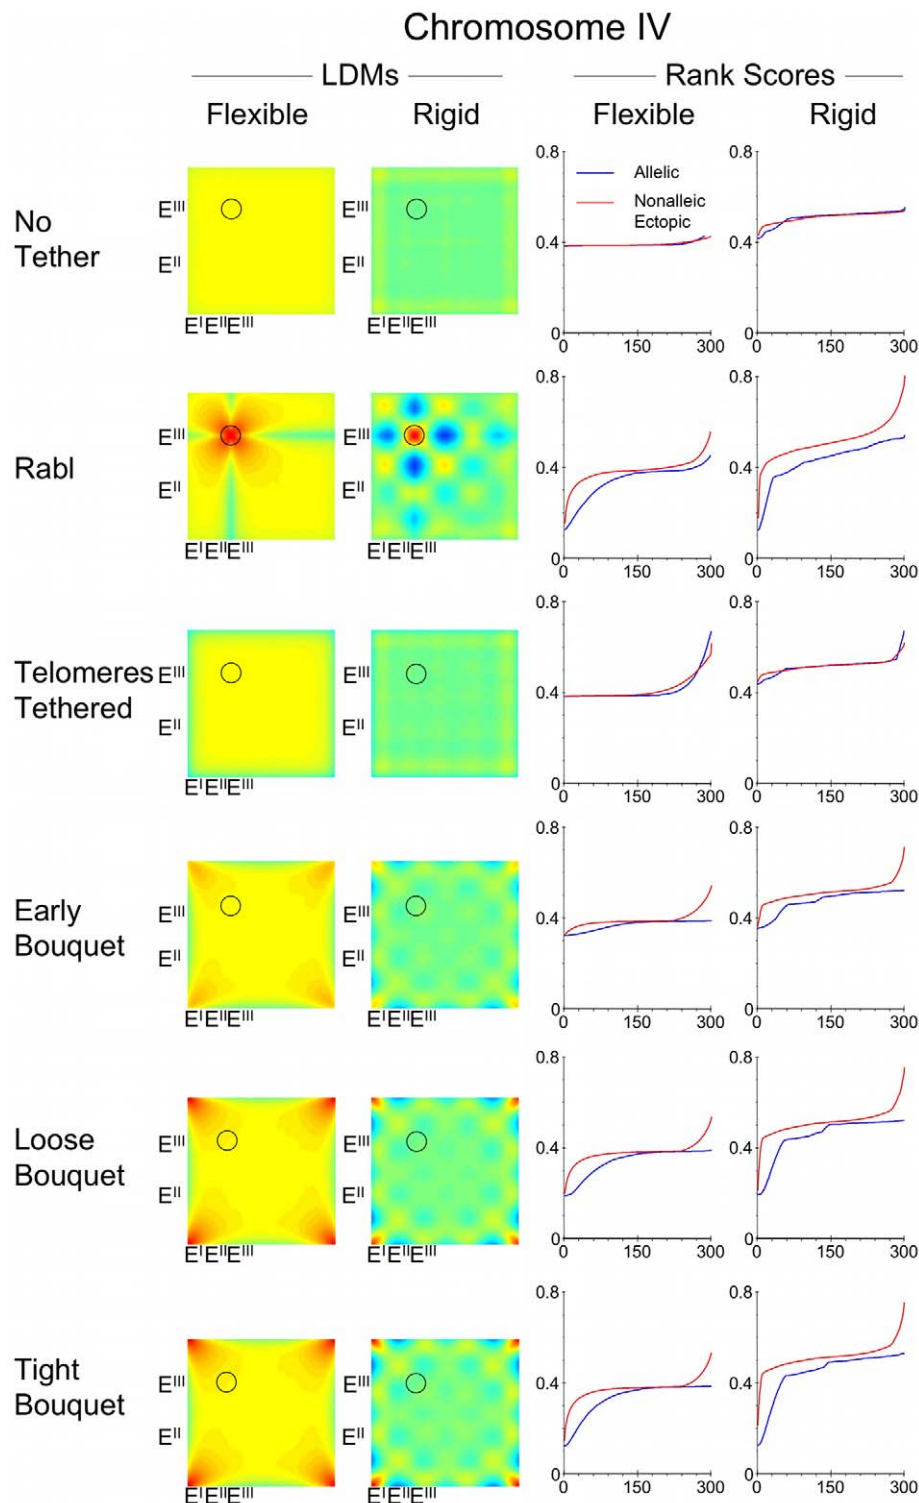 Chromosome IV
LDMs Rank Scores
Flexible Rigid Flexible Rigid
No
Tether
Eᴵᴵᴵ
Eᴵᴵ
EᴵEᴵᴵEᴵᴵᴵ
Eᴵᴵᴵ
Eᴵᴵ
EᴵEᴵᴵEᴵᴵᴵ
0.8
0.4
0
0 150 300
Allelic
Nonalleic
Ectopic
0.8
0.4
0
0 150 300
Rabl
Eᴵᴵᴵ
Eᴵᴵ
EᴵEᴵᴵEᴵᴵᴵ
Eᴵᴵᴵ
Eᴵᴵ
EᴵEᴵᴵEᴵᴵᴵ
0.8
0.4
0
0 150 300
0.8
0.4
0
0 150 300
Telomeres
Tethered
Eᴵᴵᴵ
Eᴵᴵ
EᴵEᴵᴵEᴵᴵᴵ
Eᴵᴵᴵ
Eᴵᴵ
0.8
0.4
0
0 150 300
0.8
0.4
0
0 150 300
Early
Bouquet
Eᴵᴵᴵ
Eᴵᴵ
EᴵEᴵᴵEᴵᴵᴵ
Eᴵᴵᴵ
Eᴵᴵ
EᴵEᴵᴵEᴵᴵᴵ
0.8
0.4
0
0 150 300
0.8
0.4
0
0 150 300
Loose
Bouquet
Eᴵᴵᴵ
Eᴵᴵ
EᴵEᴵᴵEᴵᴵᴵ
Eᴵᴵᴵ
Eᴵᴵ
EᴵEᴵᴵEᴵᴵᴵ
0.8
0.4
0
0 150 300
0.8
0.4
0
0 150 300
Tight
Bouquet
Eᴵᴵᴵ
Eᴵᴵ
EᴵEᴵᴵEᴵᴵᴵ
Eᴵᴵᴵ
Eᴵᴵ
EᴵEᴵᴵEᴵᴵᴵ
0.8
0.4
0
0 150 300
0.8
0.4
0
0 150 300